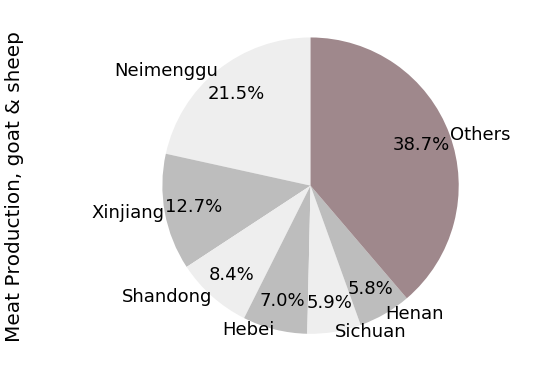 Meat Production, goat & sheep
Neimenggu
21.5%
Others
38.7%
Xinjiang
12.7%
Shandong
8.4%
Hebei
7.0%
Sichuan
5.9%
Henan
5.8%